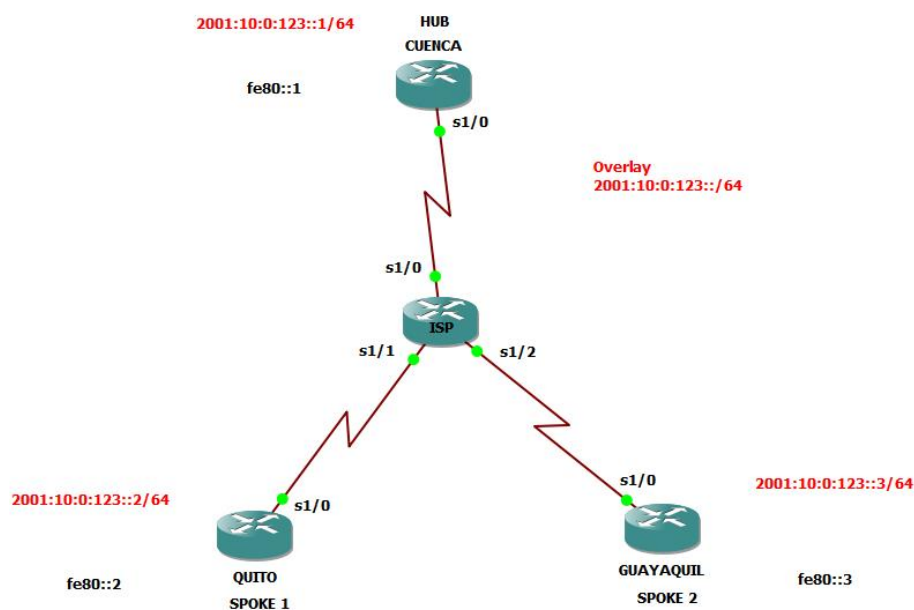 2001:10:0:123::1/64
HUB
CUENCA
fe80::1
s1/0
Overlay
2001:10:0:123::/64
s1/0
ISP
s1/1
s1/2
2001:10:0:123::2/64
s1/0
s1/0
2001:10:0:123::3/64
fe80::2
QUITO
SPOKE 1
GUAYAQUIL
SPOKE 2
fe80::3